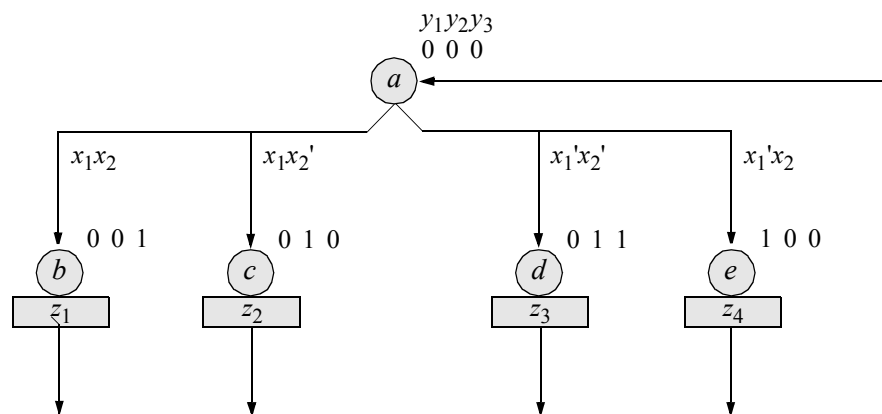 y₁y₂y₃
0 0 0
a
x₁x₂ x₁x₂' x₁'x₂' x₁'x₂
0 0 1 0 1 0 0 1 1 1 0 0
b c d e
z₁ z₂ z₃ z₄